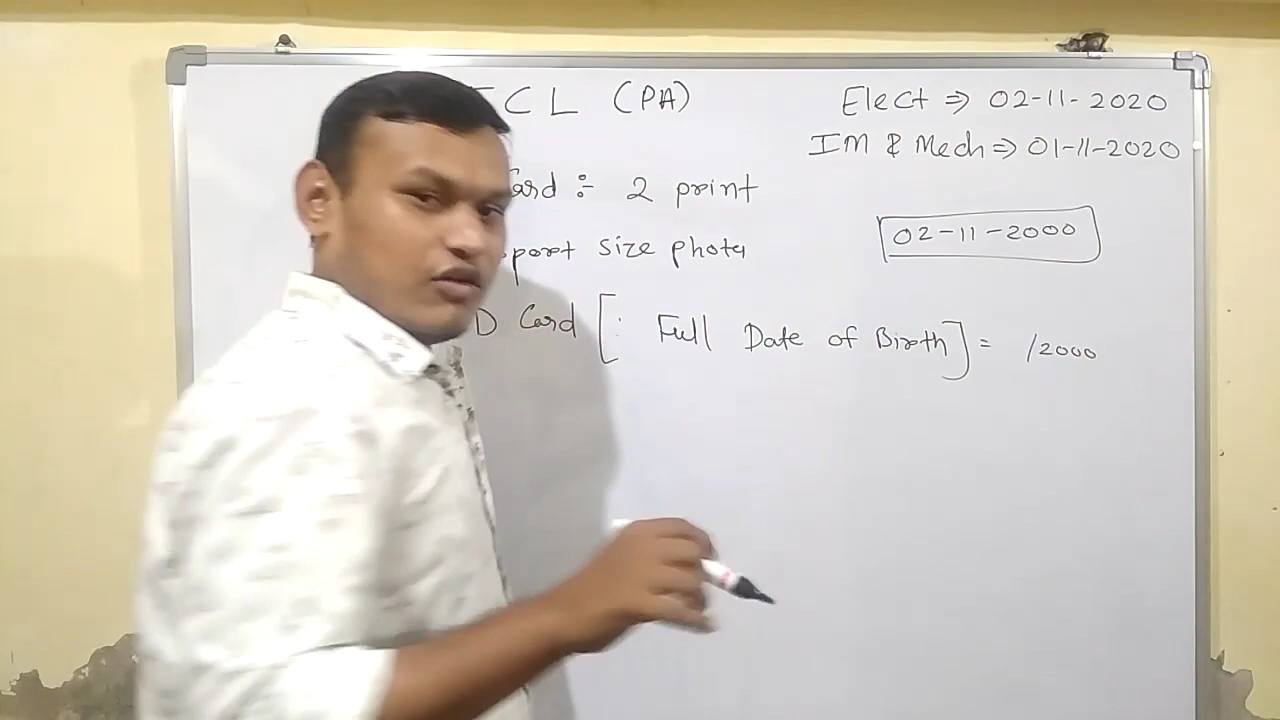 CL (PA)
Elect ⇒ 02-11-2020
IM & Mech ⇒ 01-11-2020
Card :- 2 print
02-11-2000
port size photo
D Card [: Full Date of Birth] = /2000